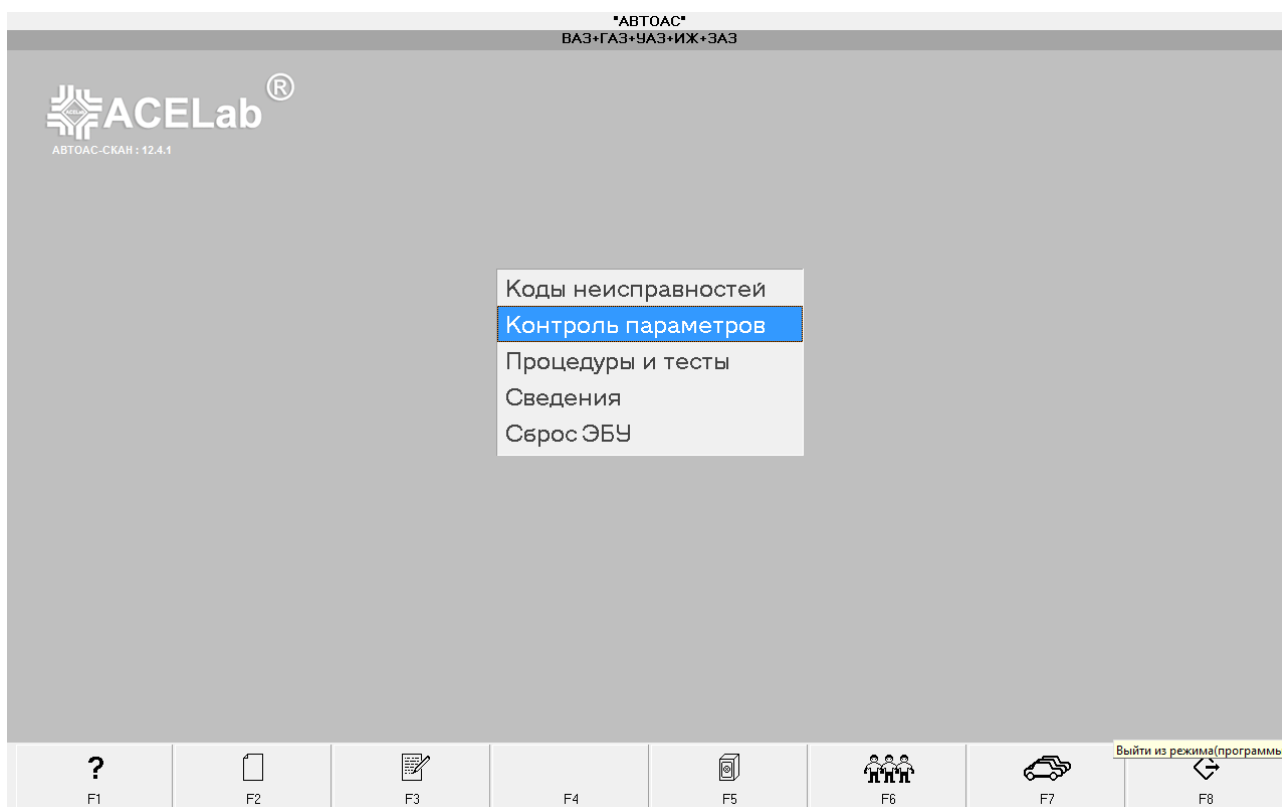 "АВТОАС"
ВАЗ+ГАЗ+УАЗ+ИЖ+ЗАЗ
ACELab®
АВТОАС-СКАН : 12.4.1
Коды неисправностей
Контроль параметров
Процедуры и тесты
Сведения
Сброс ЭБУ
Выйти из режима(программы
?
F1 F2 F3 F4 F5 F6 F7 F8